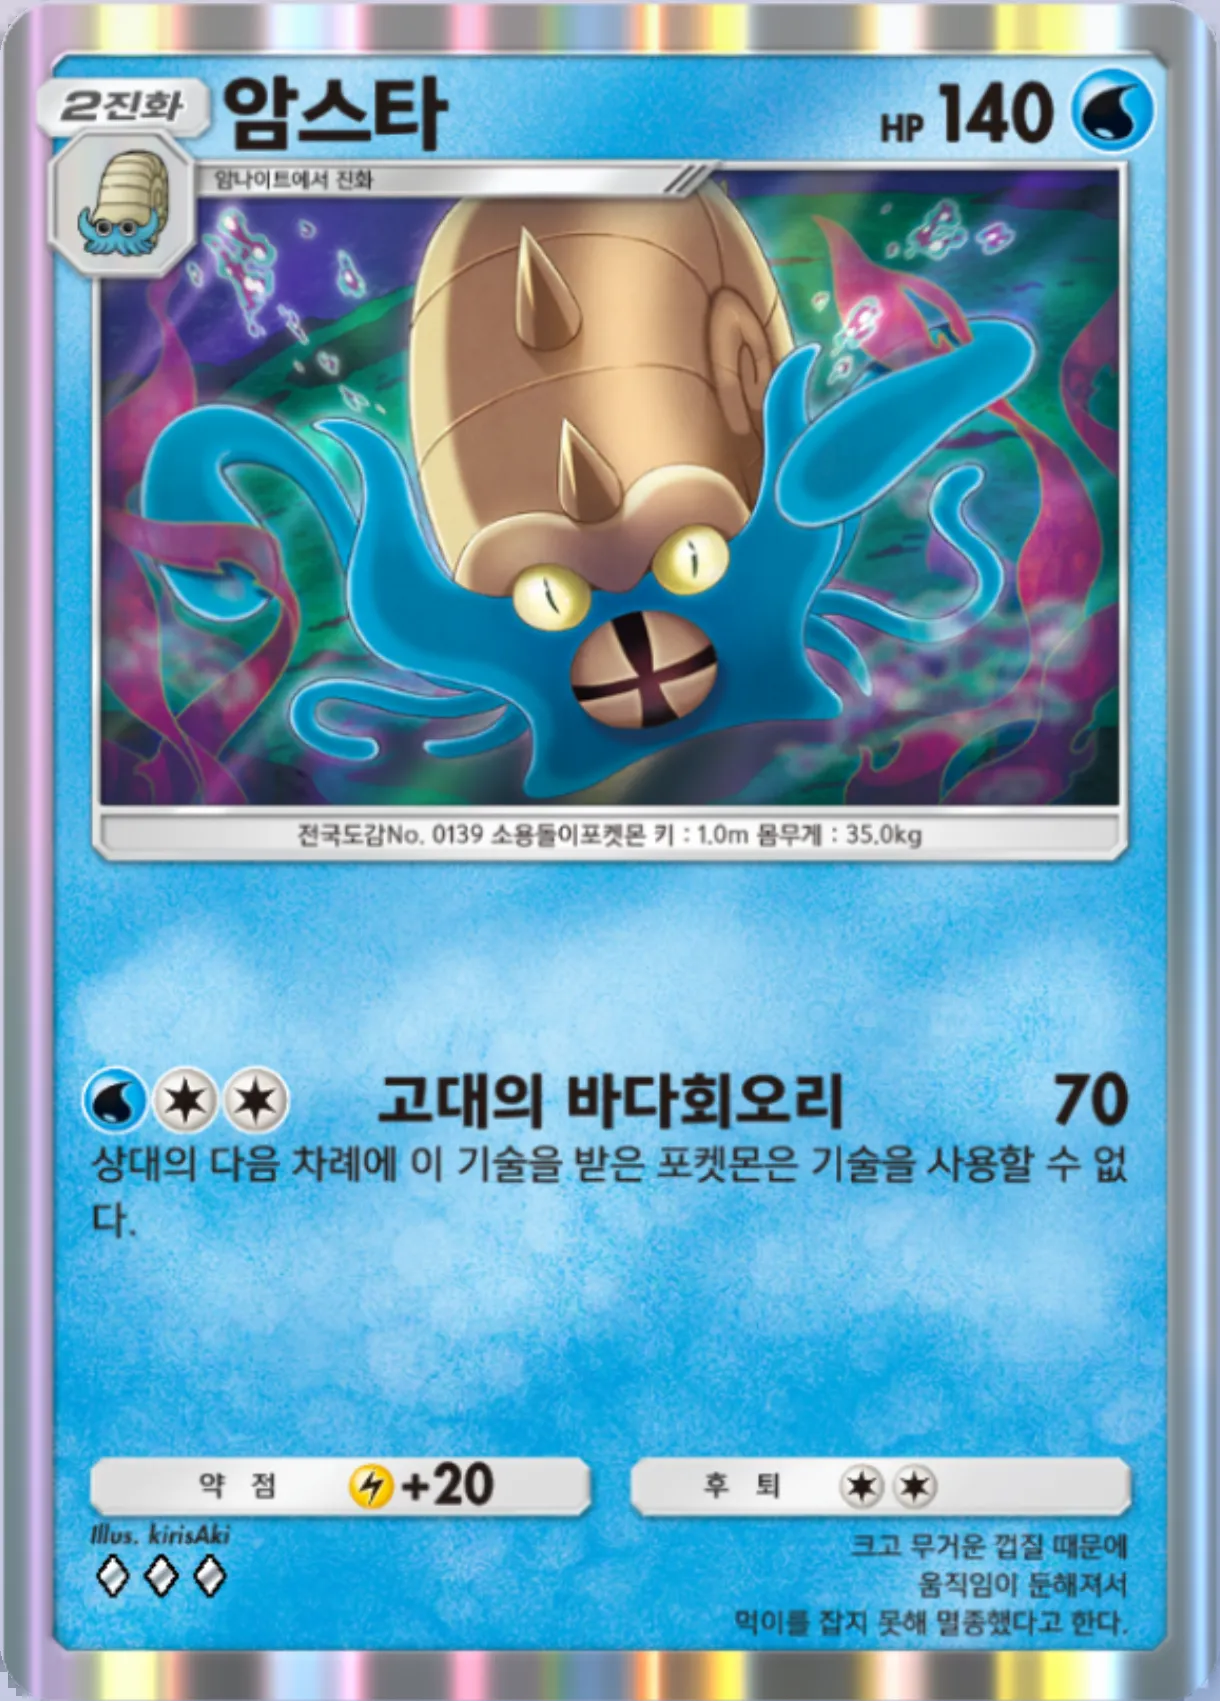 2진화 암스타 HP 140
암나이트에서 진화
전국도감No. 0139 소용돌이포켓몬 키 : 1.0m 몸무게 : 35.0kg
고대의 바다회오리 70
상대의 다음 차례에 이 기술을 받은 포켓몬은 기술을 사용할 수 없
다.
약 점 +20 후 퇴
Illus. kirisAki
크고 무거운 껍질 때문에
움직임이 둔해져서
먹이를 잡지 못해 멸종했다고 한다.